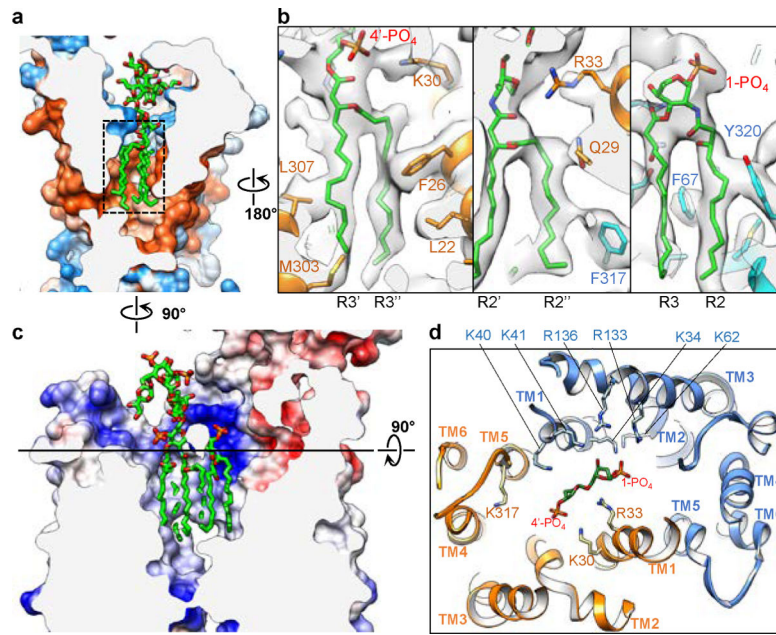 a
180°
90°
b
4'-PO4
K30
L307
F26
L22
M303
R3' R3''
R33
Q29
F317
R2' R2''
1-PO4
Y320
F67
R3 R2
c
90°
d
K40 K41 R136 R133 K34 K62
TM1
TM3
TM6 TM5
TM2
K317
1-PO4
4'-PO4
R33
TM5
TM4
K30
TM1
TM3
TM2